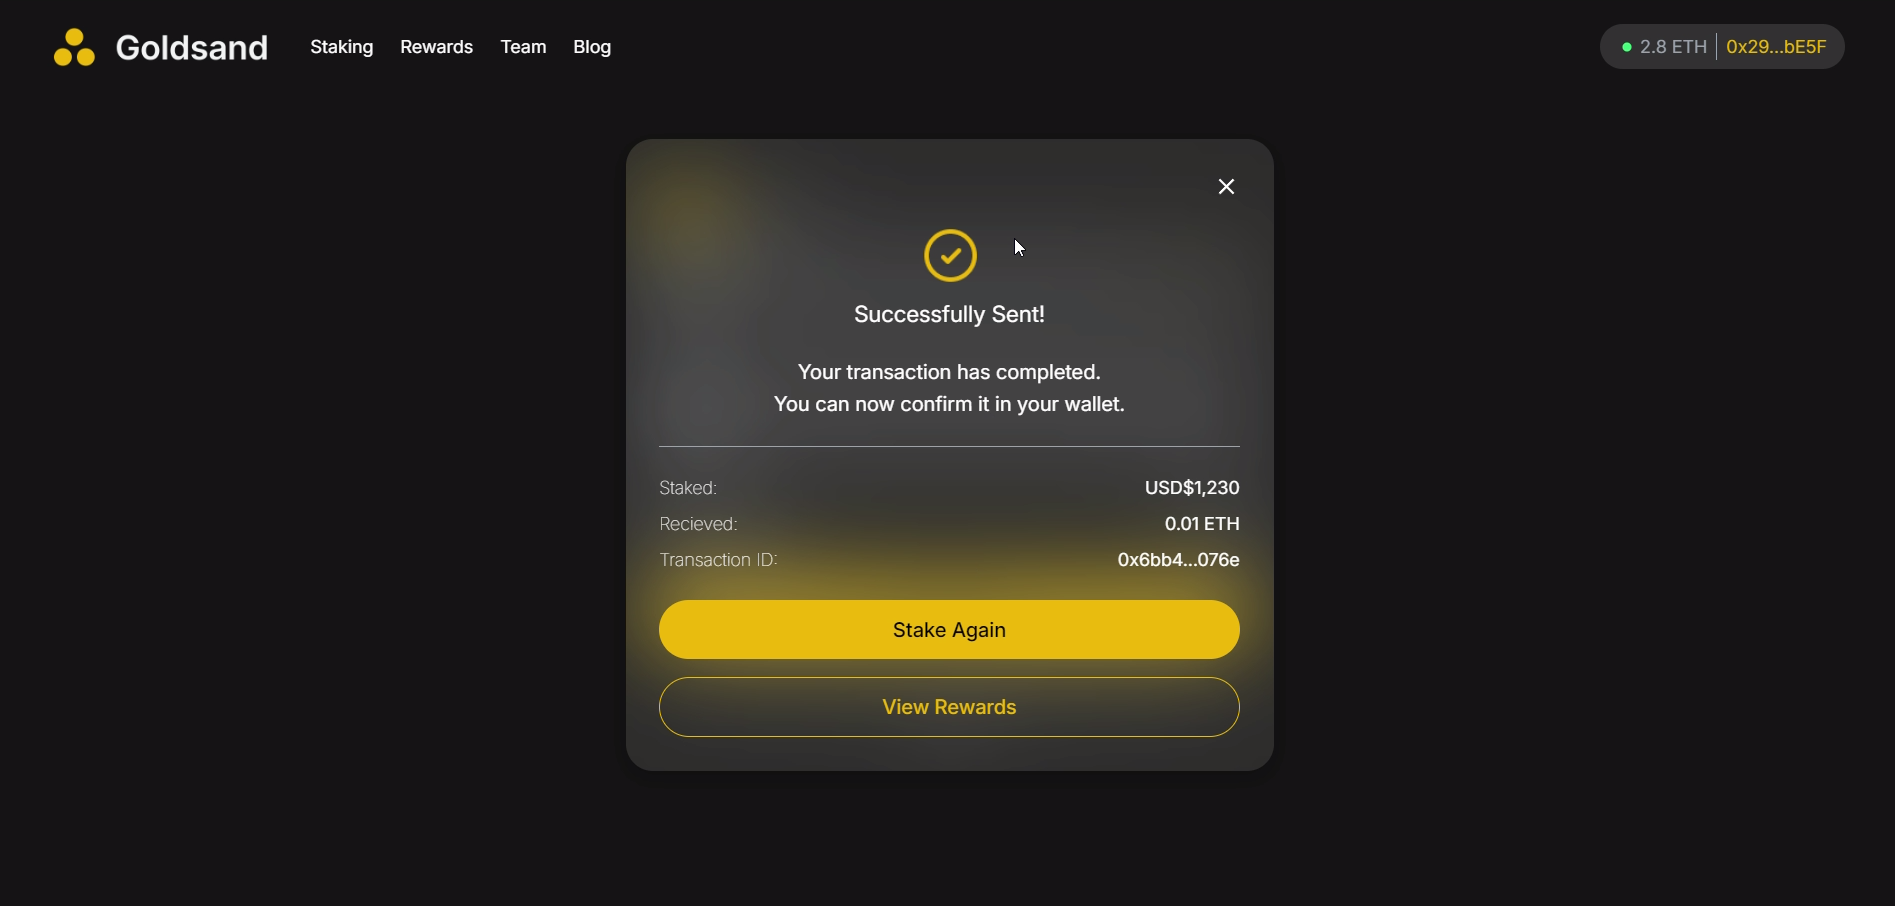 Goldsand
Staking Rewards Team Blog
2.8 ETH 0x29...bE5F
Successfully Sent!
Your transaction has completed.
You can now confirm it in your wallet.
Staked: USD$1,230
Recieved: 0.01 ETH
Transaction ID: 0x6bb4...076e
Stake Again
View Rewards